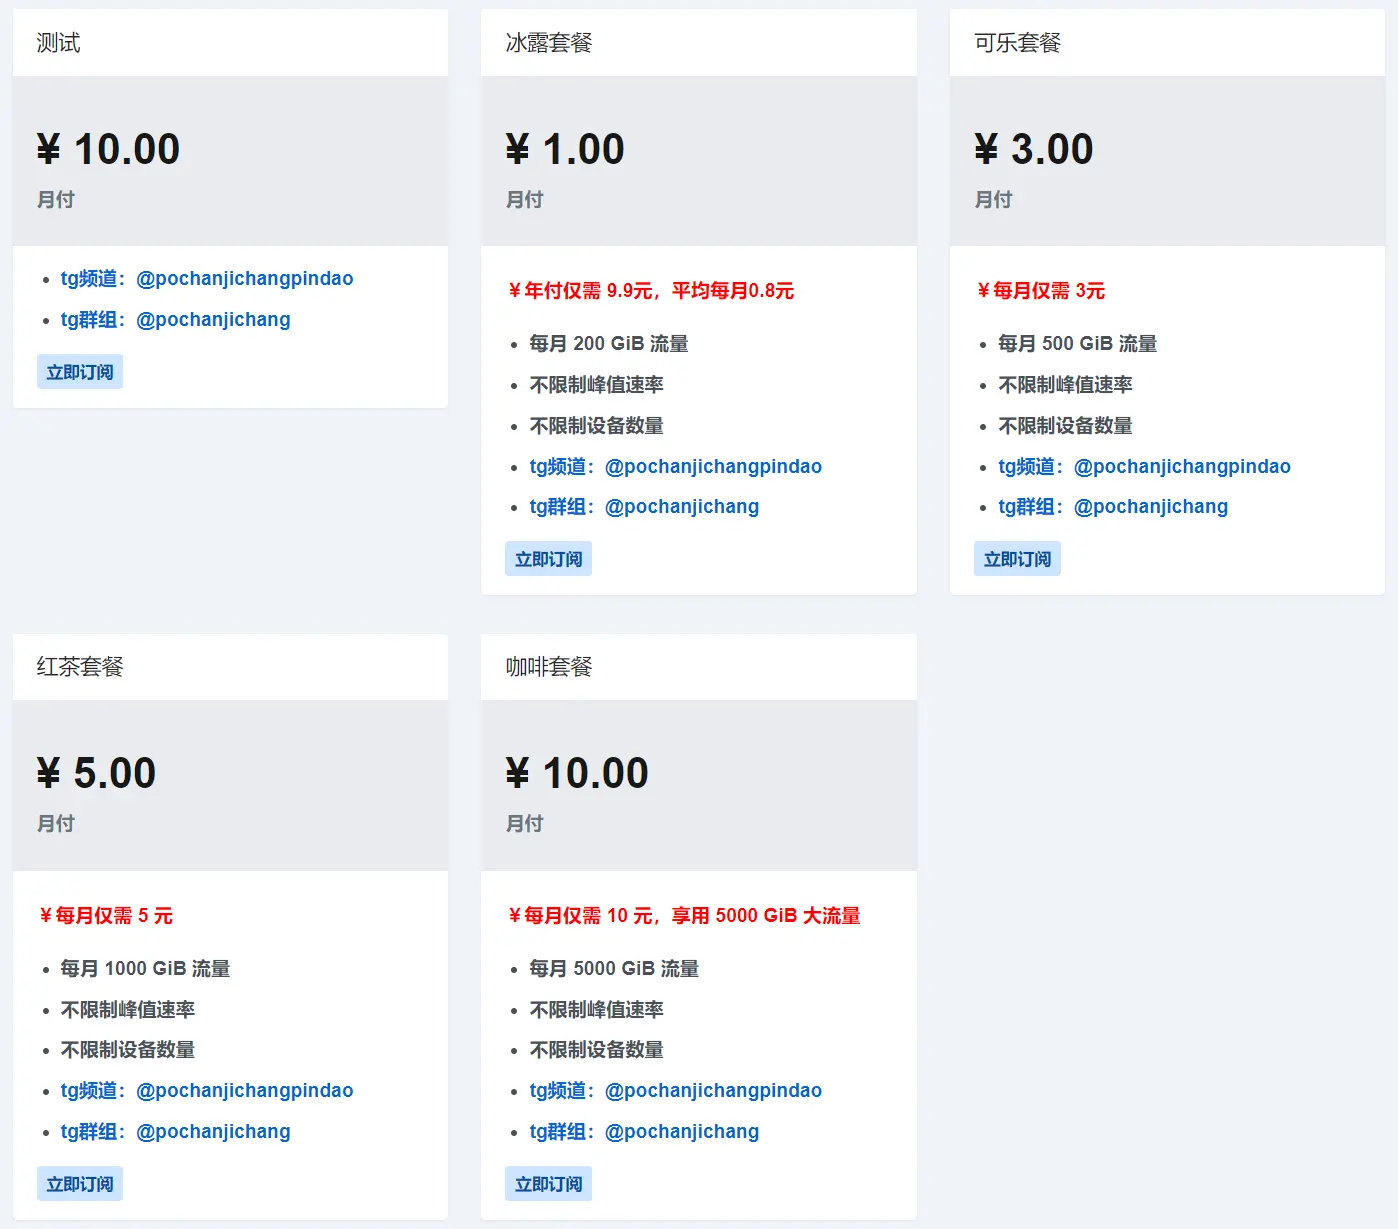 测试
¥ 10.00
月付
tg频道：@pochanjichangpindao
tg群组：@pochanjichang
立即订阅
冰露套餐
¥ 1.00
月付
¥年付仅需 9.9元，平均每月0.8元
每月 200 GiB 流量
不限制峰值速率
不限制设备数量
tg频道：@pochanjichangpindao
tg群组：@pochanjichang
立即订阅
可乐套餐
¥ 3.00
月付
¥每月仅需 3元
每月 500 GiB 流量
不限制峰值速率
不限制设备数量
tg频道：@pochanjichangpindao
tg群组：@pochanjichang
立即订阅
红茶套餐
¥ 5.00
月付
¥每月仅需 5 元
每月 1000 GiB 流量
不限制峰值速率
不限制设备数量
tg频道：@pochanjichangpindao
tg群组：@pochanjichang
立即订阅
咖啡套餐
¥ 10.00
月付
¥每月仅需 10 元，享用 5000 GiB 大流量
每月 5000 GiB 流量
不限制峰值速率
不限制设备数量
tg频道：@pochanjichangpindao
tg群组：@pochanjichang
立即订阅